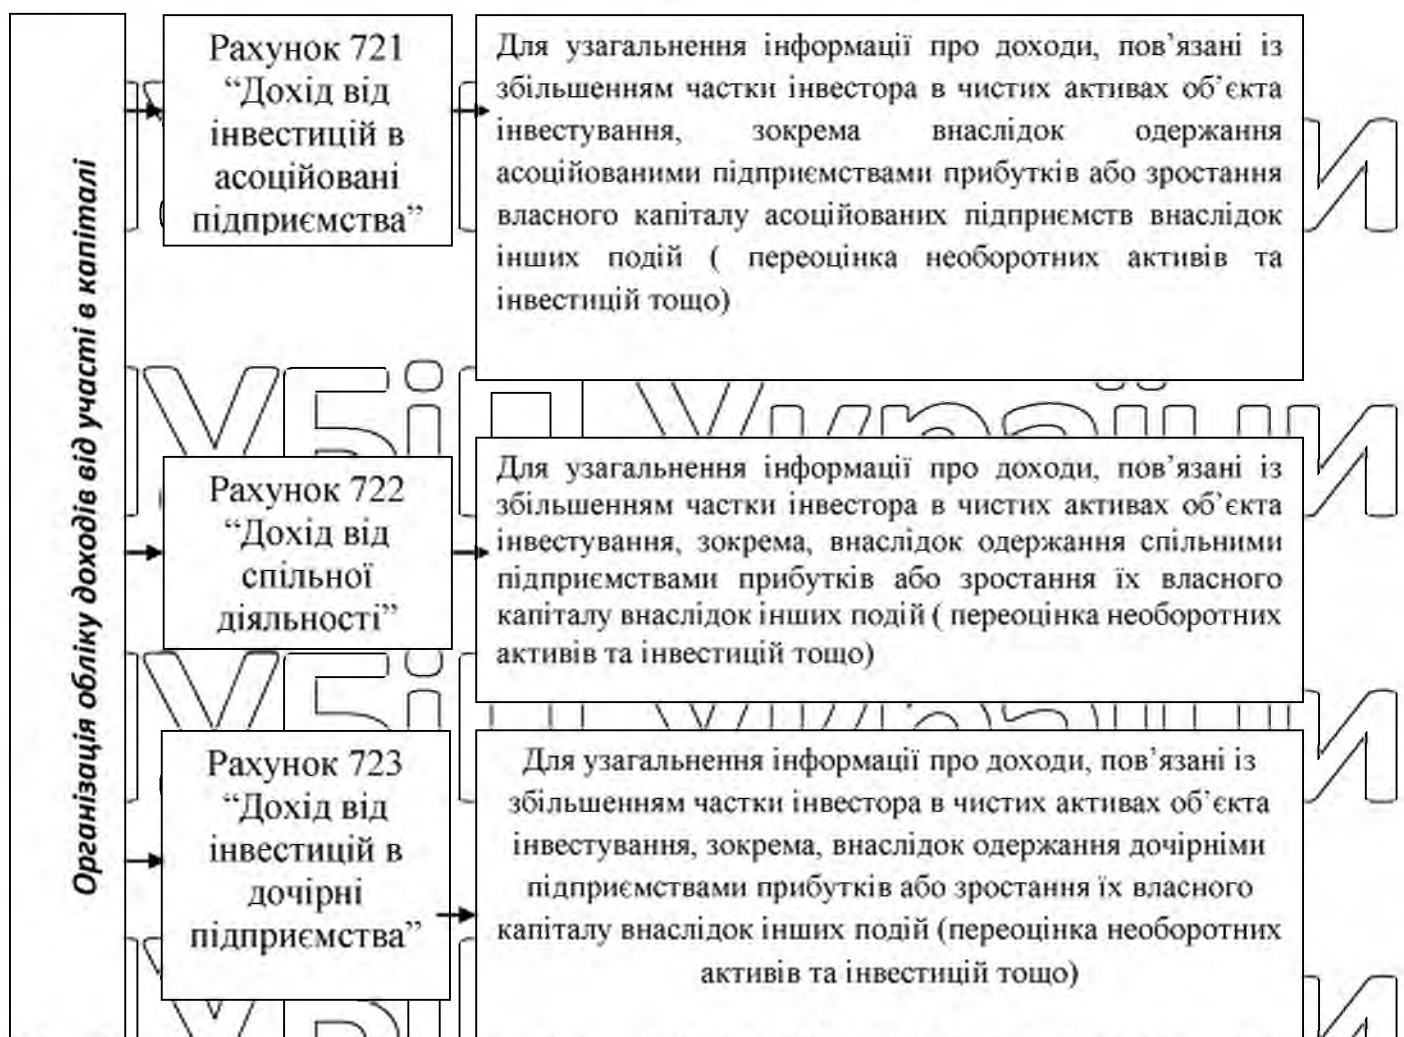 Організація обліку доходів від участі в капіталі
Рахунок 721
“Дохід від
інвестицій в
асоційовані
підприємства”
Для узагальнення інформації про доходи, пов’язані із
збільшенням частки інвестора в чистих активах об’єкта
інвестування, зокрема внаслідок одержання
асоційованими підприємствами прибутків або зростання
власного капіталу асоційованих підприємств внаслідок
інших подій ( переоцінка необоротних активів та
інвестицій тощо)
Рахунок 722
“Дохід від
спільної
діяльності”
Для узагальнення інформації про доходи, пов’язані із
збільшенням частки інвестора в чистих активах об’єкта
інвестування, зокрема, внаслідок одержання спільними
підприємствами прибутків або зростання їх власного
капіталу внаслідок інших подій ( переоцінка необоротних
активів та інвестицій тощо)
Рахунок 723
“Дохід від
інвестицій в
дочірні
підприємства”
Для узагальнення інформації про доходи, пов’язані із
збільшенням частки інвестора в чистих активах об’єкта
інвестування, зокрема, внаслідок одержання дочірніми
підприємствами прибутків або зростання їх власного
капіталу внаслідок інших подій (переоцінка необоротних
активів та інвестицій тощо)